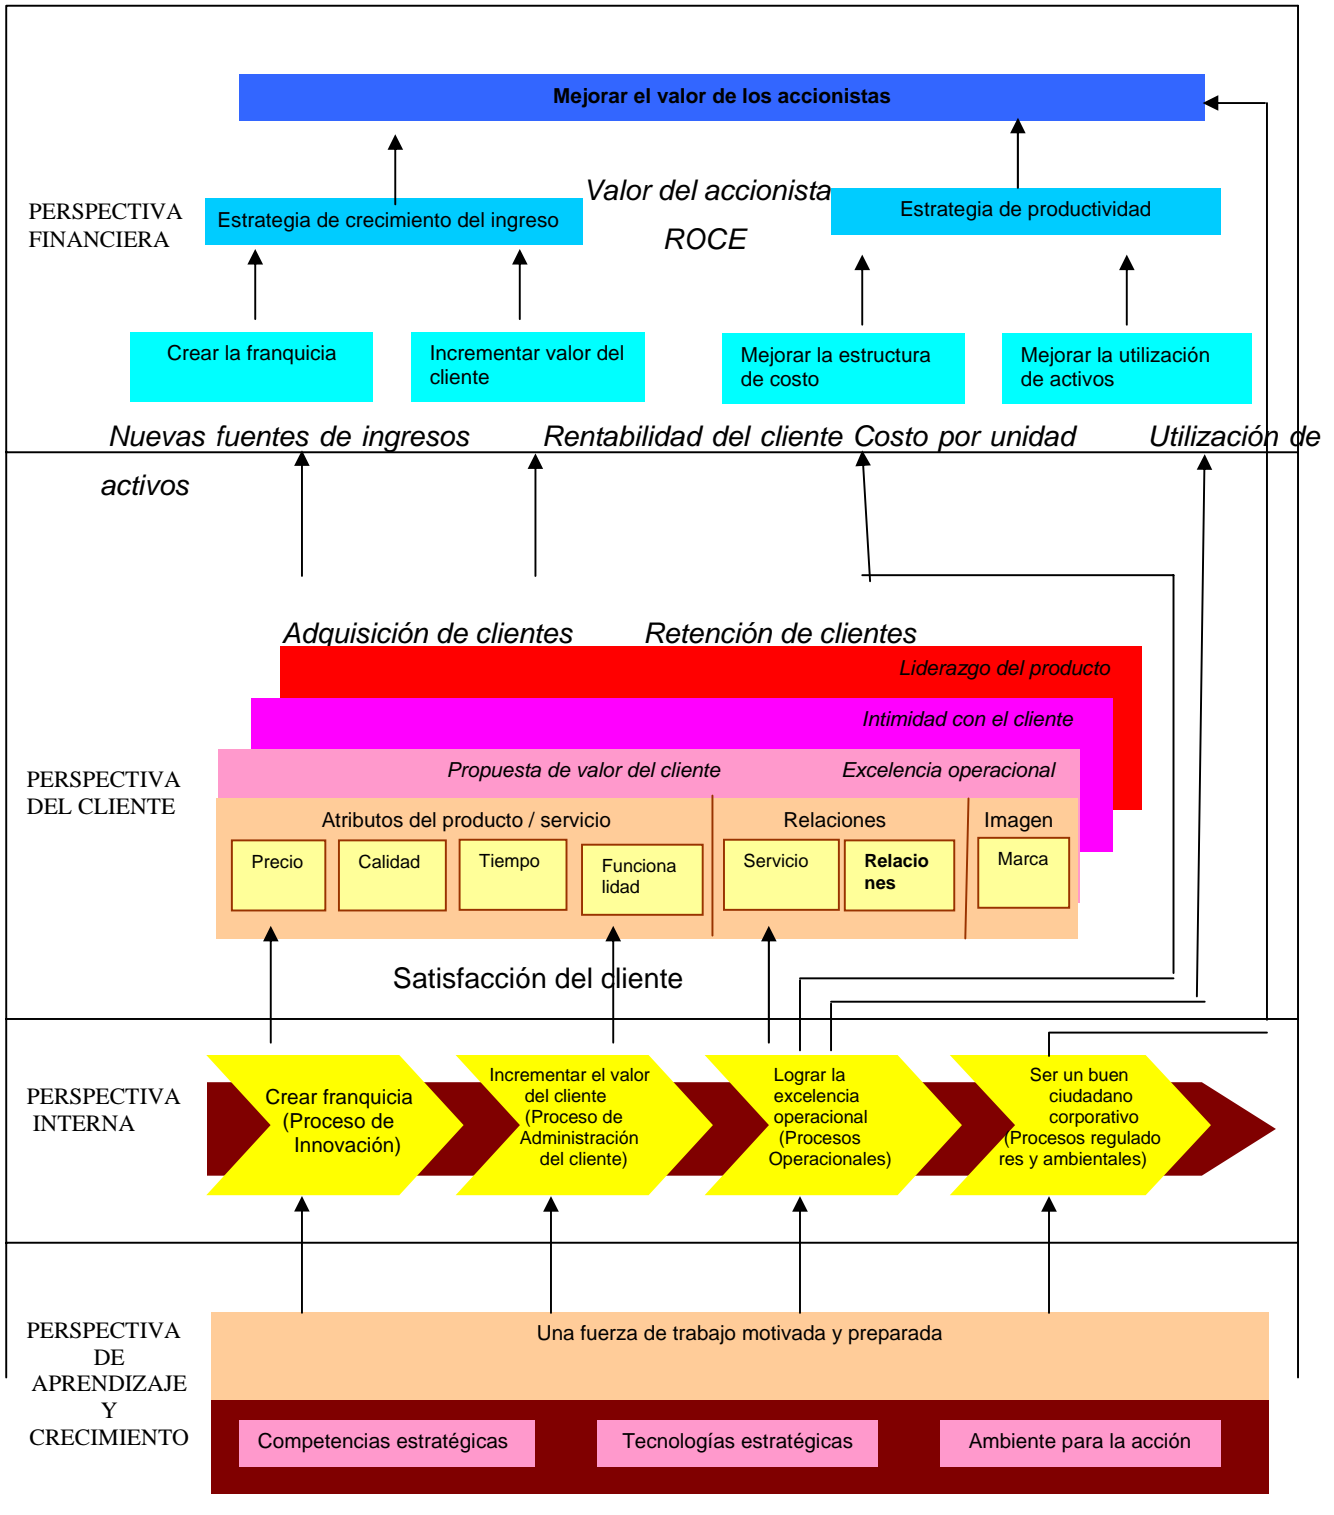 Mejorar el valor de los accionistas
Valor del accionista
ROCE
PERSPECTIVA
FINANCIERA
Estrategia de crecimiento del ingreso
Estrategia de productividad
Crear la franquicia
Incrementar valor del
cliente
Mejorar la estructura
de costo
Mejorar la utilización
de activos
Nuevas fuentes de ingresos Rentabilidad del cliente Costo por unidad Utilización de
activos
Adquisición de clientes Retención de clientes
Liderazgo del producto
Intimidad con el cliente
PERSPECTIVA
DEL CLIENTE
Propuesta de valor del cliente Excelencia operacional
Atributos del producto / servicio Relaciones Imagen
Precio
Calidad
Tiempo
Funciona
lidad
Servicio
Relacio
nes
Marca
Satisfacción del cliente
PERSPECTIVA
INTERNA
Crear franquicia
(Proceso de
Innovación)
Incrementar el valor
del cliente
(Proceso de
Administración
del cliente)
Lograr la
excelencia
operacional
(Procesos
Operacionales)
Ser un buen
ciudadano
corporativo
(Procesos regulado
res y ambientales)
PERSPECTIVA
DE
APRENDIZAJE
Y
CRECIMIENTO
Una fuerza de trabajo motivada y preparada
Competencias estratégicas
Tecnologías estratégicas
Ambiente para la acción